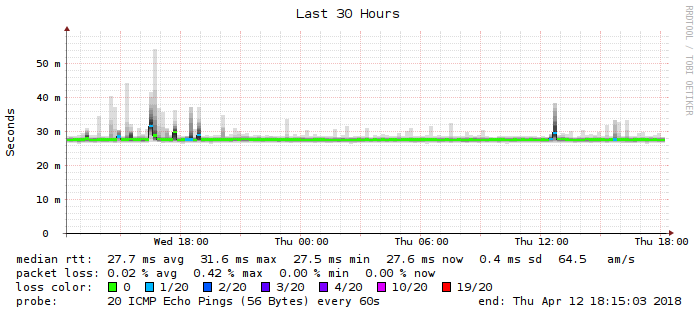 Last 30 Hours
RRDTOOL / TOBI OETIKER
Seconds
50 m
40 m
30 m
20 m
10 m
0
Wed 18:00 Thu 00:00 Thu 06:00 Thu 12:00 Thu 18:00
median rtt: 27.7 ms avg 31.6 ms max 27.5 ms min 27.6 ms now 0.4 ms sd 64.5 am/s
packet loss: 0.02 % avg 0.42 % max 0.00 % min 0.00 % now
loss color: 0 1/20 2/20 3/20 4/20 10/20 19/20
probe: 20 ICMP Echo Pings (56 Bytes) every 60s end: Thu Apr 12 18:15:03 2018